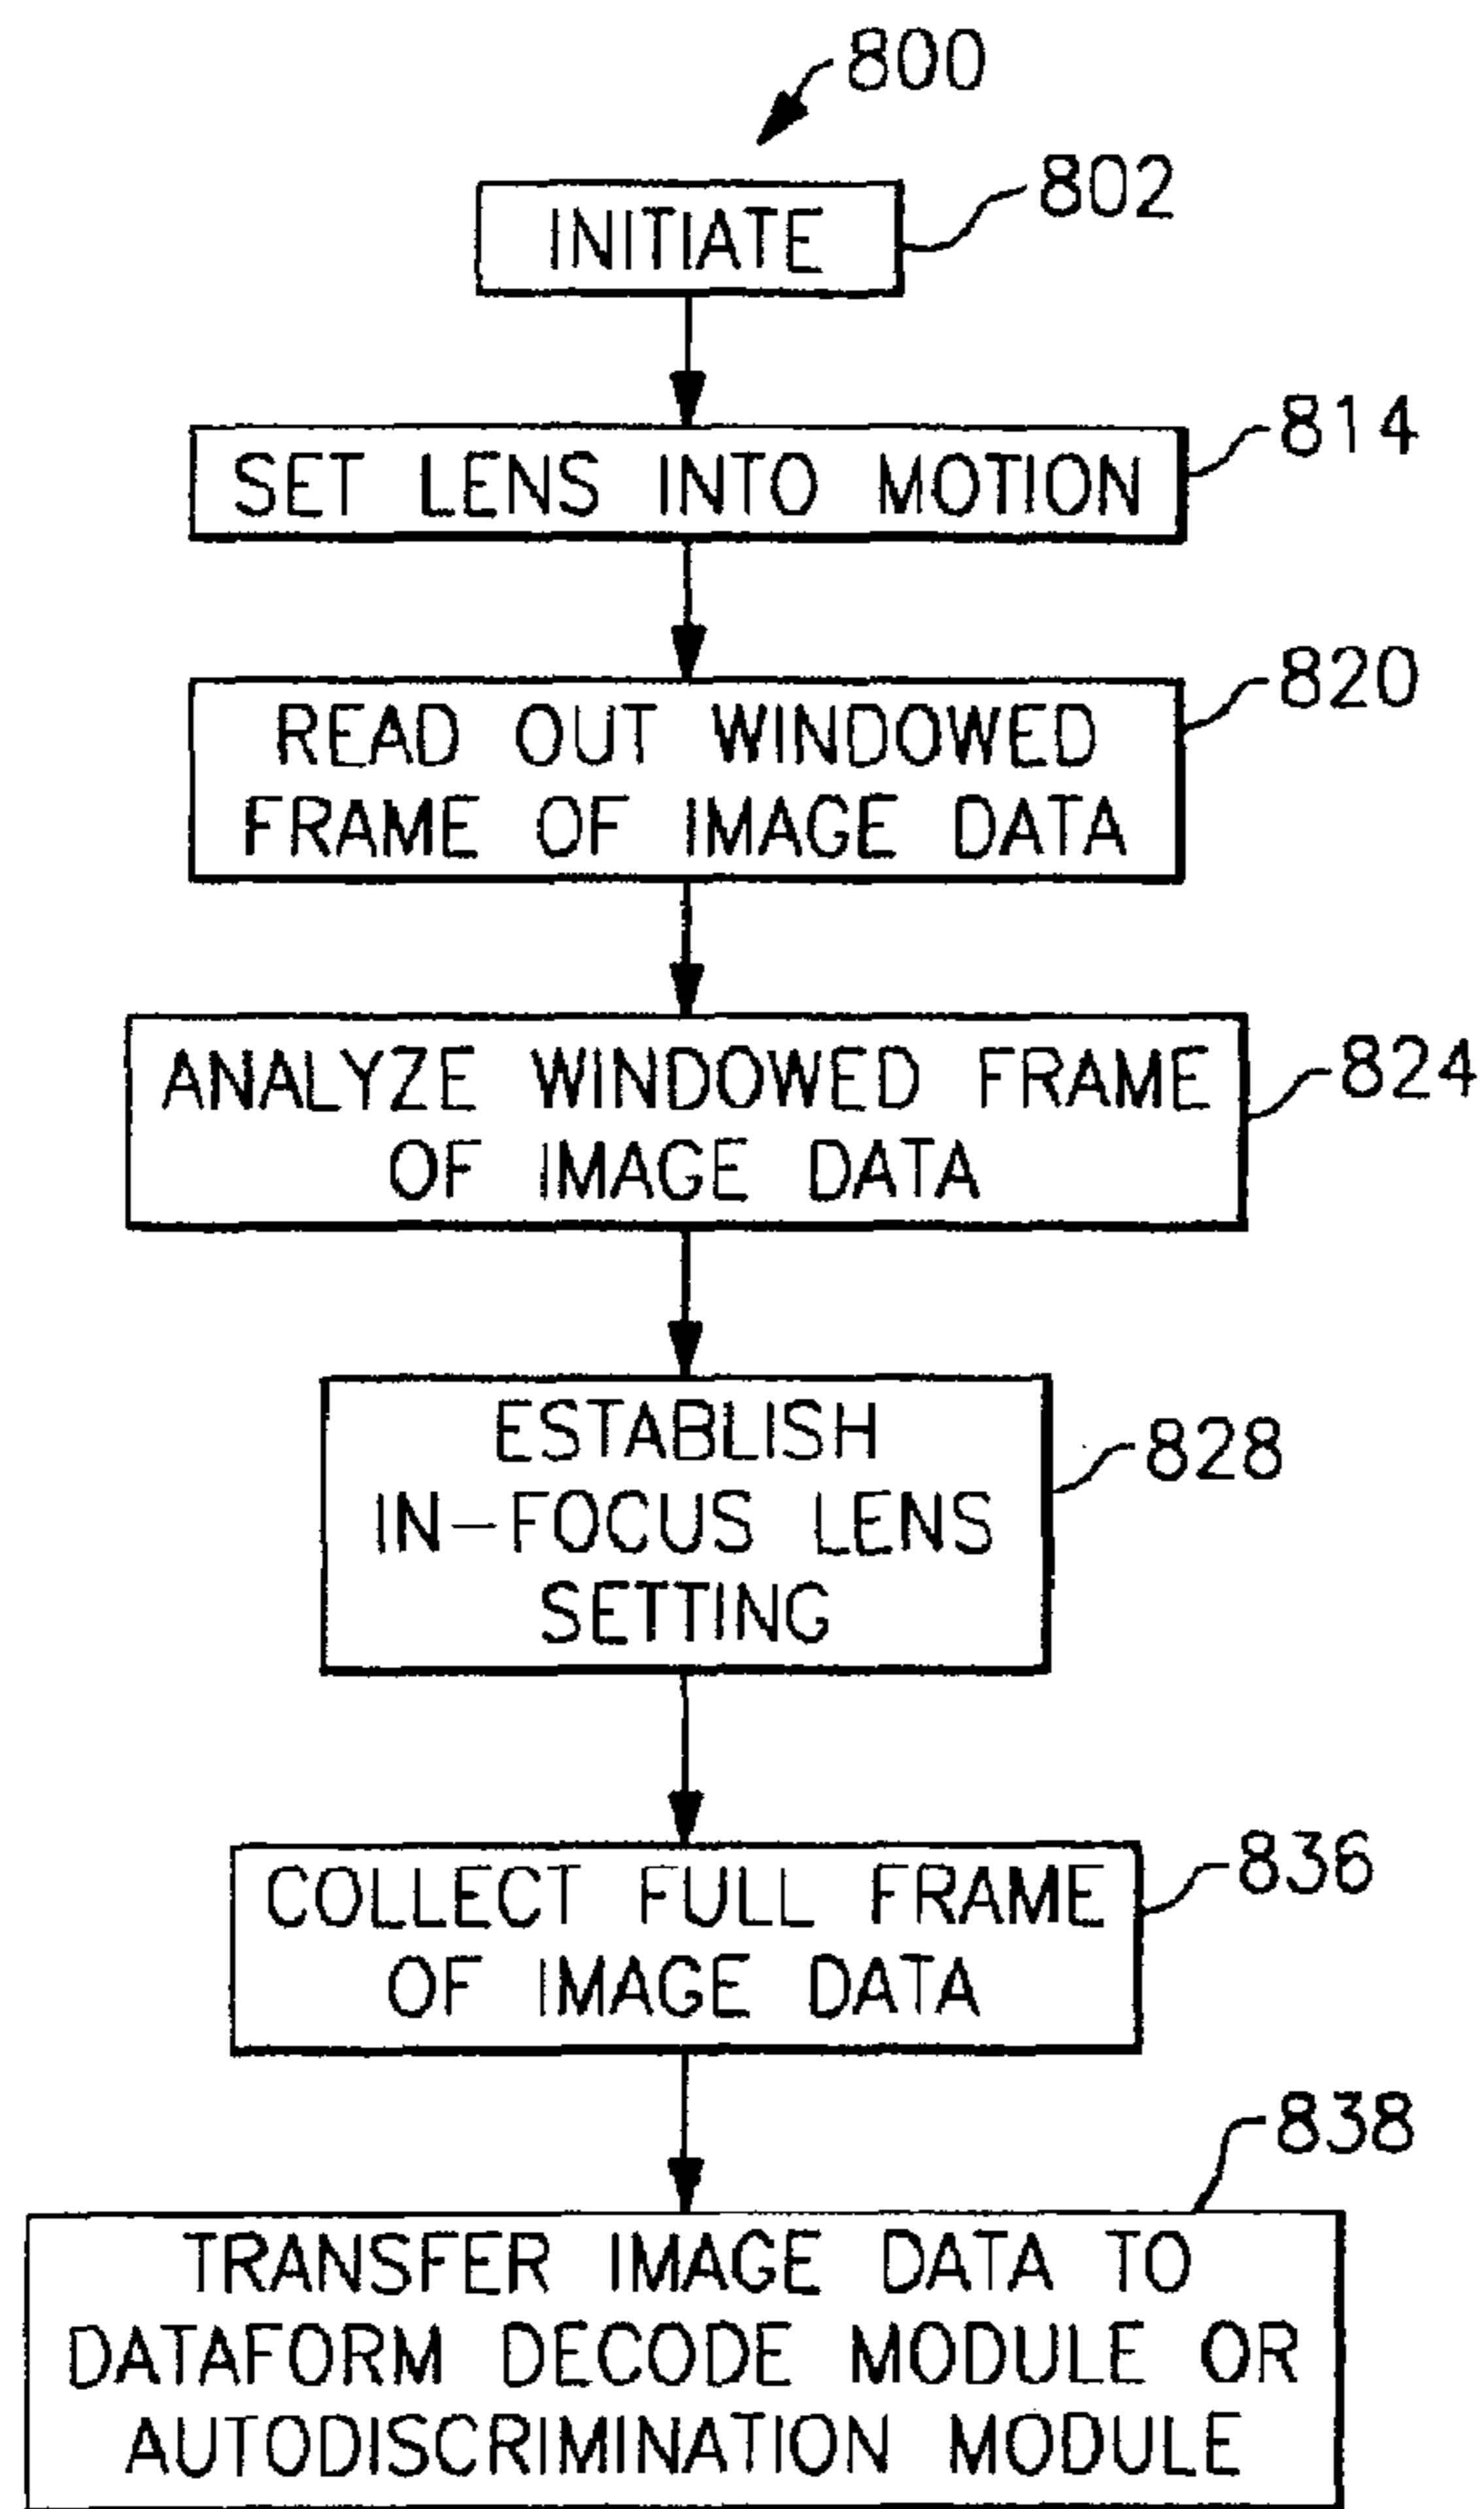 800
INITIATE
802
SET LENS INTO MOTION
814
READ OUT WINDOWED
FRAME OF IMAGE DATA
820
ANALYZE WINDOWED FRAME
OF IMAGE DATA
824
ESTABLISH
IN-FOCUS LENS
SETTING
828
COLLECT FULL FRAME
OF IMAGE DATA
836
838
TRANSFER IMAGE DATA TO
DATAFORM DECODE MODULE OR
AUTODISCRIMINATION MODULE